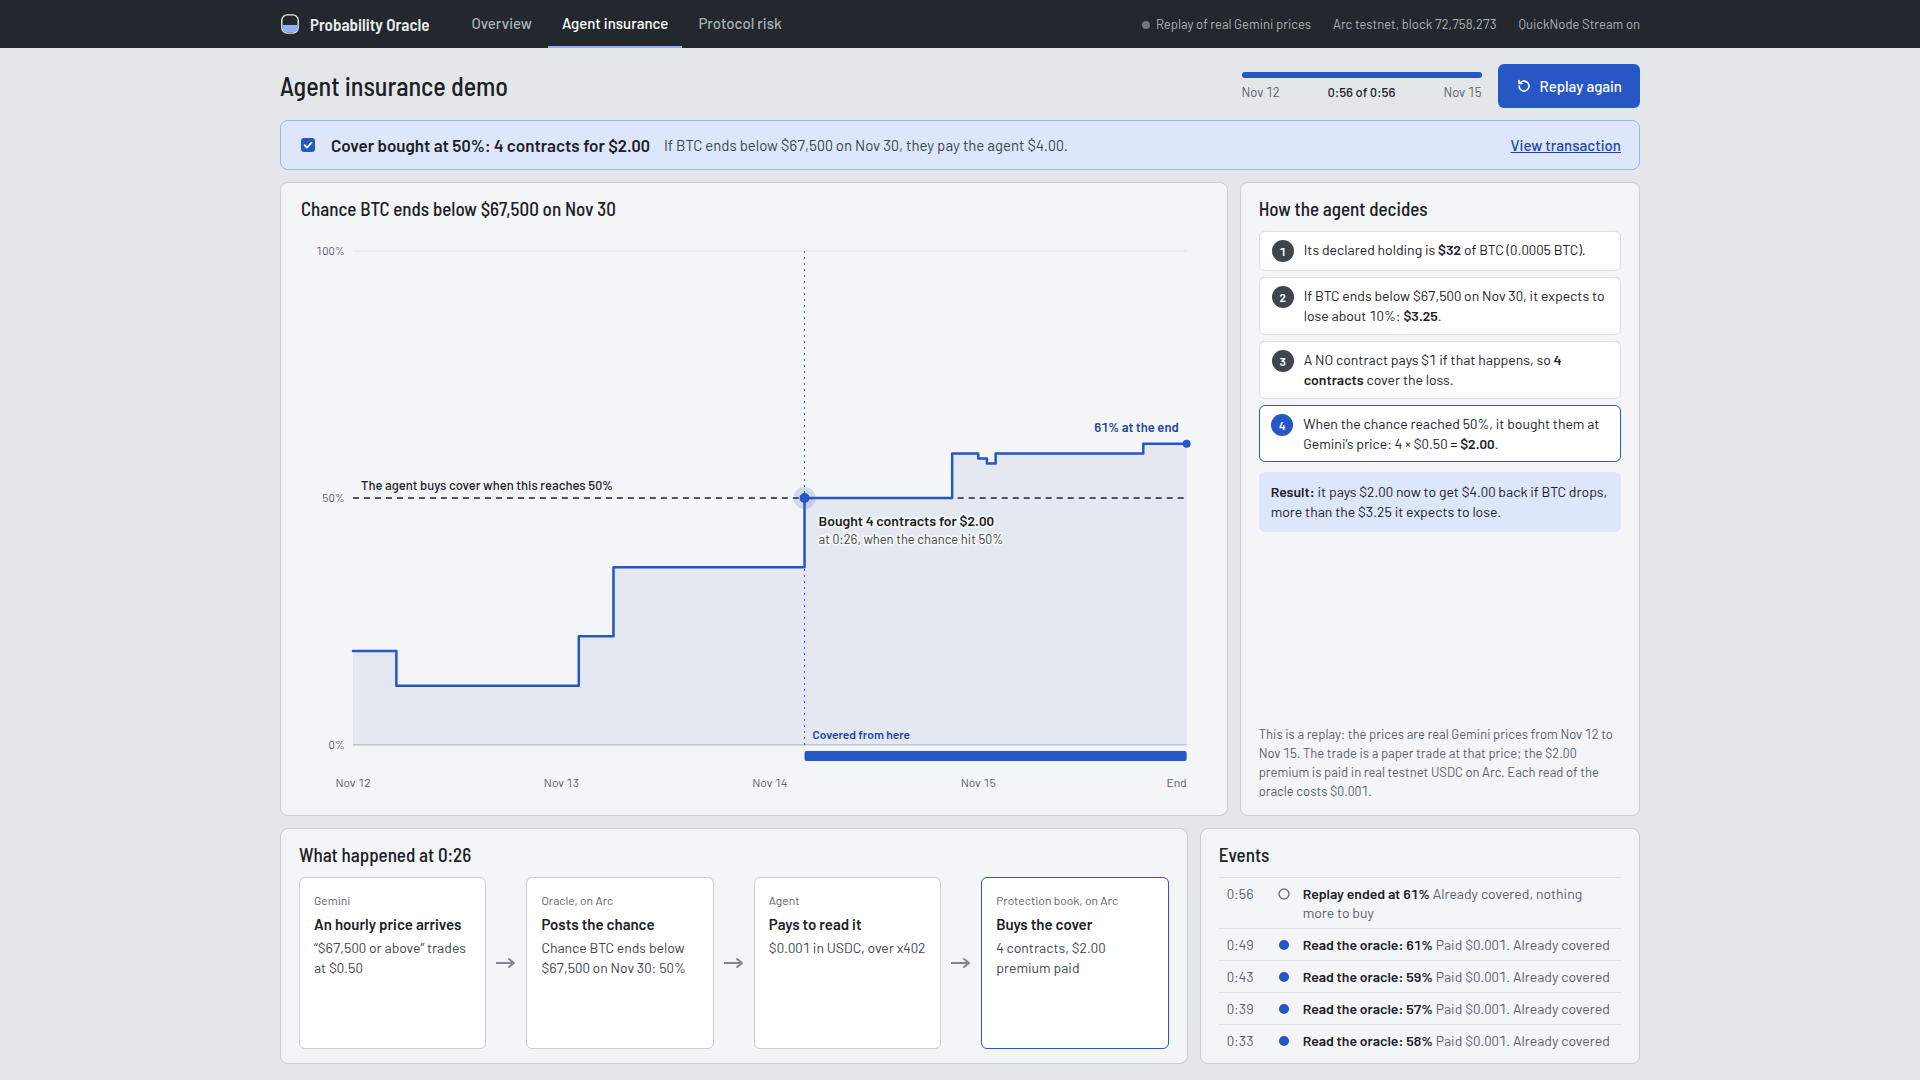 Probability Oracle
Overview
Agent insurance
Protocol risk
Replay of real Gemini prices
Arc testnet, block 72,758,273
QuickNode Stream on
Agent insurance demo
Nov 12
0:56 of 0:56
Nov 15
Replay again
Cover bought at 50%: 4 contracts for $2.00
If BTC ends below $67,500 on Nov 30, they pay the agent $4.00.
View transaction
Chance BTC ends below $67,500 on Nov 30
100%
61% at the end
The agent buys cover when this reaches 50%
50%
Bought 4 contracts for $2.00
at 0:26, when the chance hit 50%
Covered from here
0%
Nov 12
Nov 13
Nov 14
Nov 15
End
How the agent decides
1
Its declared holding is $32 of BTC (0.0005 BTC).
2
If BTC ends below $67,500 on Nov 30, it expects to
lose about 10%: $3.25.
3
A NO contract pays $1 if that happens, so 4
contracts cover the loss.
4
When the chance reached 50%, it bought them at
Gemini's price: 4 × $0.50 = $2.00.
Result: it pays $2.00 now to get $4.00 back if BTC drops,
more than the $3.25 it expects to lose.
This is a replay: the prices are real Gemini prices from Nov 12 to
Nov 15. The trade is a paper trade at that price; the $2.00
premium is paid in real testnet USDC on Arc. Each read of the
oracle costs $0.001.
What happened at 0:26
Gemini
An hourly price arrives
“$67,500 or above” trades
at $0.50
Oracle, on Arc
Posts the chance
Chance BTC ends below
$67,500 on Nov 30: 50%
Agent
Pays to read it
$0.001 in USDC, over x402
Protection book, on Arc
Buys the cover
4 contracts, $2.00
premium paid
Events
0:56
Replay ended at 61% Already covered, nothing
more to buy
0:49
Read the oracle: 61% Paid $0.001. Already covered
0:43
Read the oracle: 59% Paid $0.001. Already covered
0:39
Read the oracle: 57% Paid $0.001. Already covered
0:33
Read the oracle: 58% Paid $0.001. Already covered